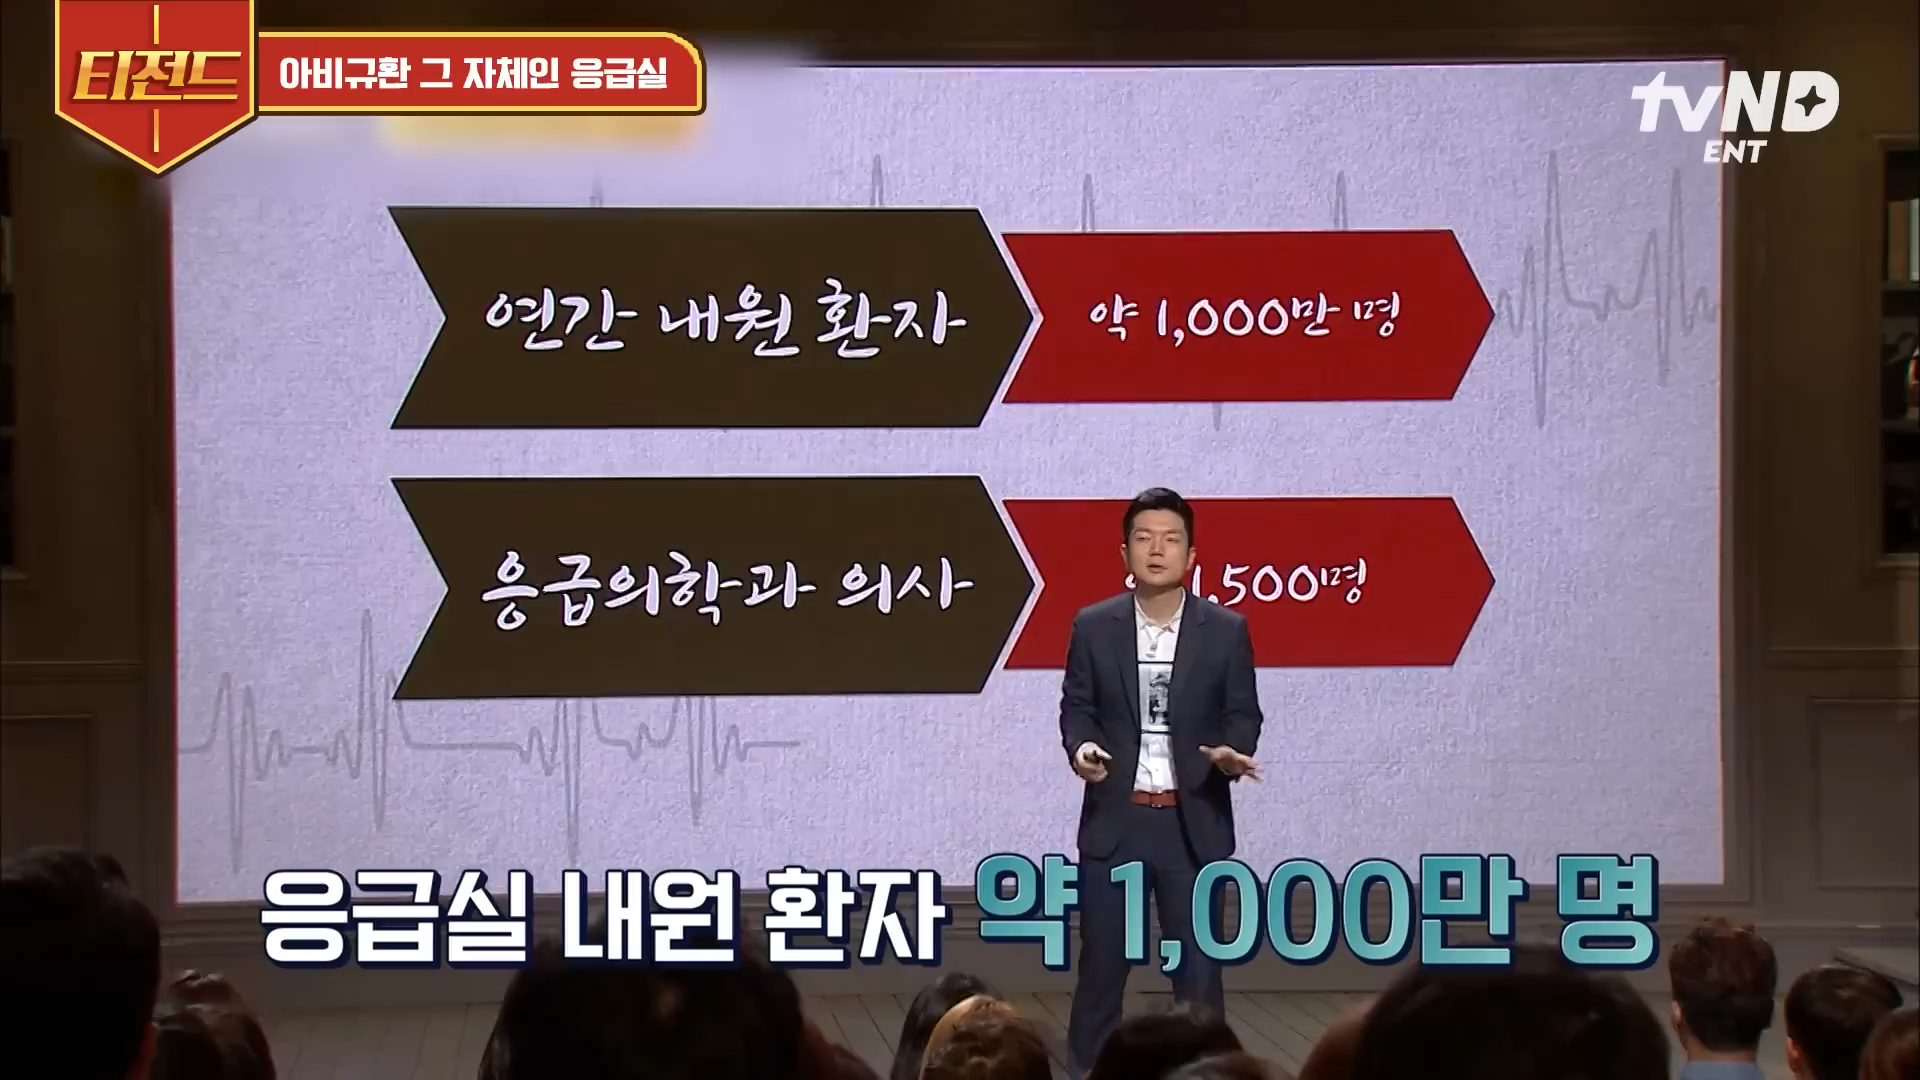 티전드
아비규환 그 자체인 응급실
tvND
ENT
연간 내원 환자
약 1,000만 명
응급의학과 의사
1,500명
응급실 내원 환자 약 1,000만 명